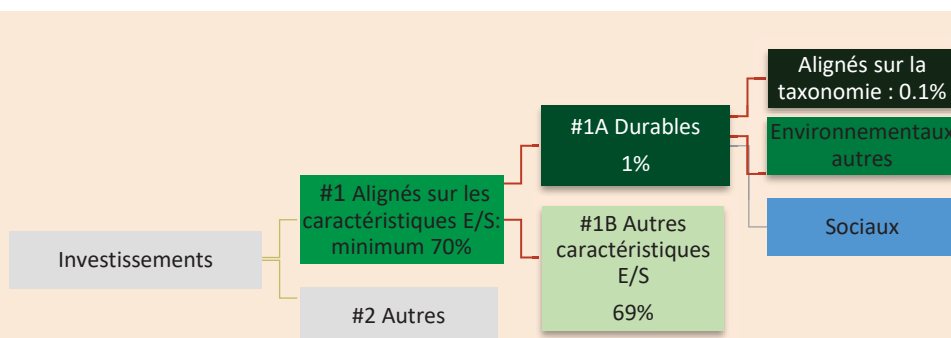 Investissements
#1 Alignés sur les
caractéristiques E/S:
minimum 70%
#2 Autres
#1A Durables
1%
#1B Autres
caractéristiques
E/S
69%
Alignés sur la
taxonomie : 0.1%
Environnementaux
autres
Sociaux